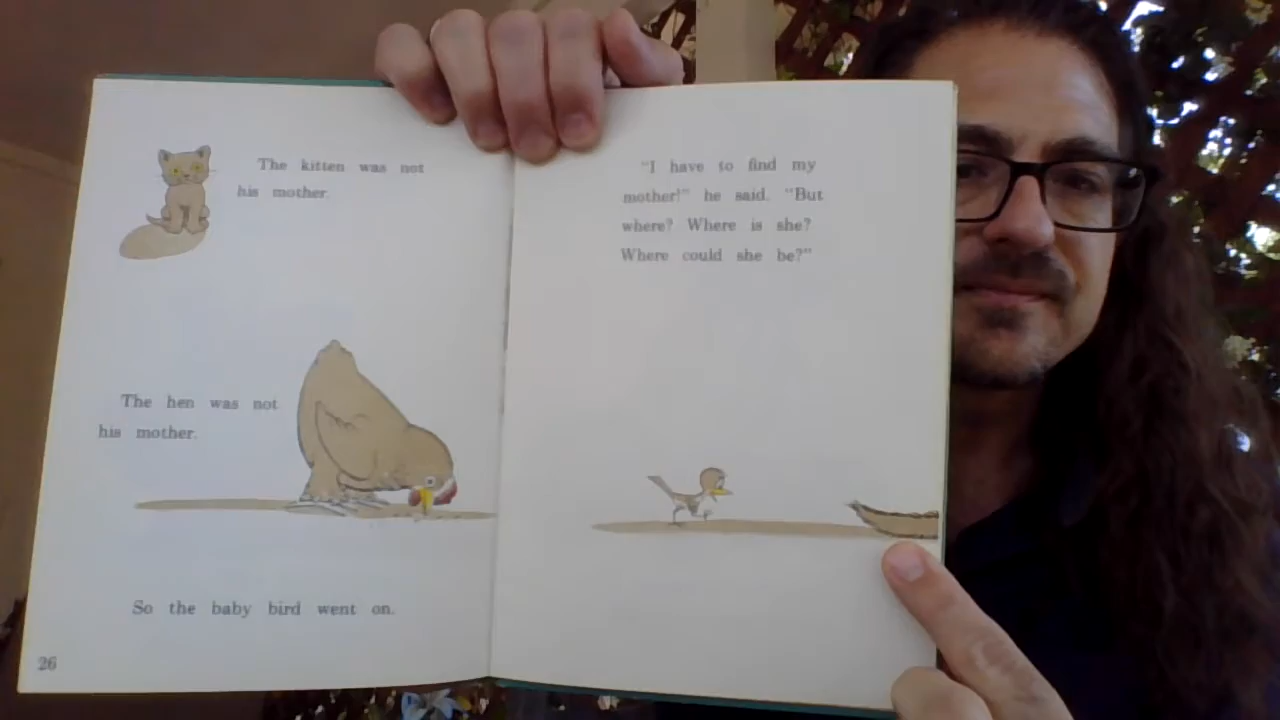 The kitten was not
his mother.
The hen was not
his mother.
So the baby bird went on.
26
"I have to find my
mother!" he said. "But
where? Where is she?
Where could she be?"